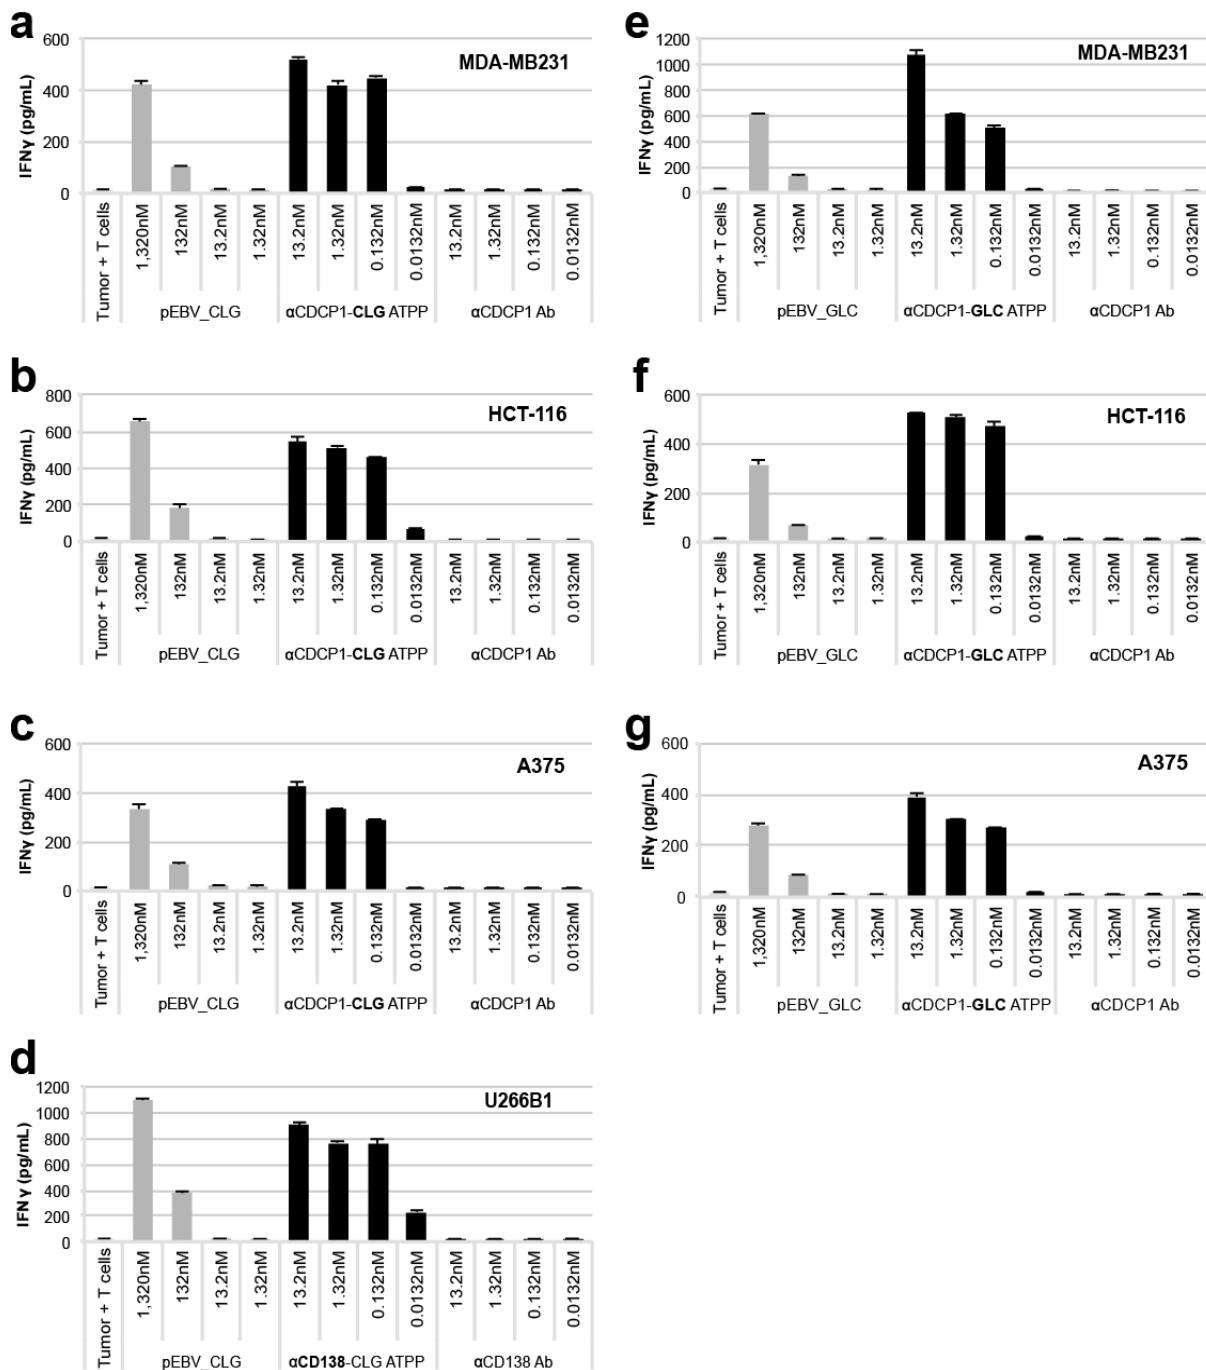 a
600
400
200
0
IFNγ (pg/mL)
MDA-MB231
Tumor + T cells
1,320nM
132nM
13.2nM
1.32nM
13.2nM
1.32nM
0.132nM
0.0132nM
13.2nM
1.32nM
0.132nM
0.0132nM
pEBV_CLG
αCDCP1-CLG ATPP
αCDCP1 Ab
e
1200
1000
800
600
400
200
0
IFNγ (pg/mL)
MDA-MB231
Tumor + T cells
1,320nM
132nM
13.2nM
1.32nM
13.2nM
1.32nM
0.132nM
0.0132nM
13.2nM
1.32nM
0.132nM
0.0132nM
pEBV_GLC
αCDCP1-GLC ATPP
αCDCP1 Ab
b
800
600
400
200
0
IFNγ (pg/mL)
HCT-116
Tumor + T cells
1,320nM
132nM
13.2nM
1.32nM
13.2nM
1.32nM
0.132nM
0.0132nM
13.2nM
1.32nM
0.132nM
0.0132nM
pEBV_CLG
αCDCP1-CLG ATPP
αCDCP1 Ab
f
600
400
200
0
IFNγ (pg/mL)
HCT-116
Tumor + T cells
1,320nM
132nM
13.2nM
1.32nM
13.2nM
1.32nM
0.132nM
0.0132nM
13.2nM
1.32nM
0.132nM
0.0132nM
pEBV_GLC
αCDCP1-GLC ATPP
αCDCP1 Ab
c
600
400
200
0
IFNγ (pg/mL)
A375
Tumor + T cells
1,320nM
132nM
13.2nM
1.32nM
13.2nM
1.32nM
0.132nM
0.0132nM
13.2nM
1.32nM
0.132nM
0.0132nM
pEBV_CLG
αCDCP1-CLG ATPP
αCDCP1 Ab
g
600
400
200
0
IFNγ (pg/mL)
A375
Tumor + T cells
1,320nM
132nM
13.2nM
1.32nM
13.2nM
1.32nM
0.132nM
0.0132nM
13.2nM
1.32nM
0.132nM
0.0132nM
pEBV_GLC
αCDCP1-GLC ATPP
αCDCP1 Ab
d
1200
1000
800
600
400
200
0
IFNγ (pg/mL)
U266B1
Tumor + T cells
1,320nM
132nM
13.2nM
1.32nM
13.2nM
1.32nM
0.132nM
0.0132nM
13.2nM
1.32nM
0.132nM
0.0132nM
pEBV_CLG
αCD138-CLG ATPP
αCD138 Ab